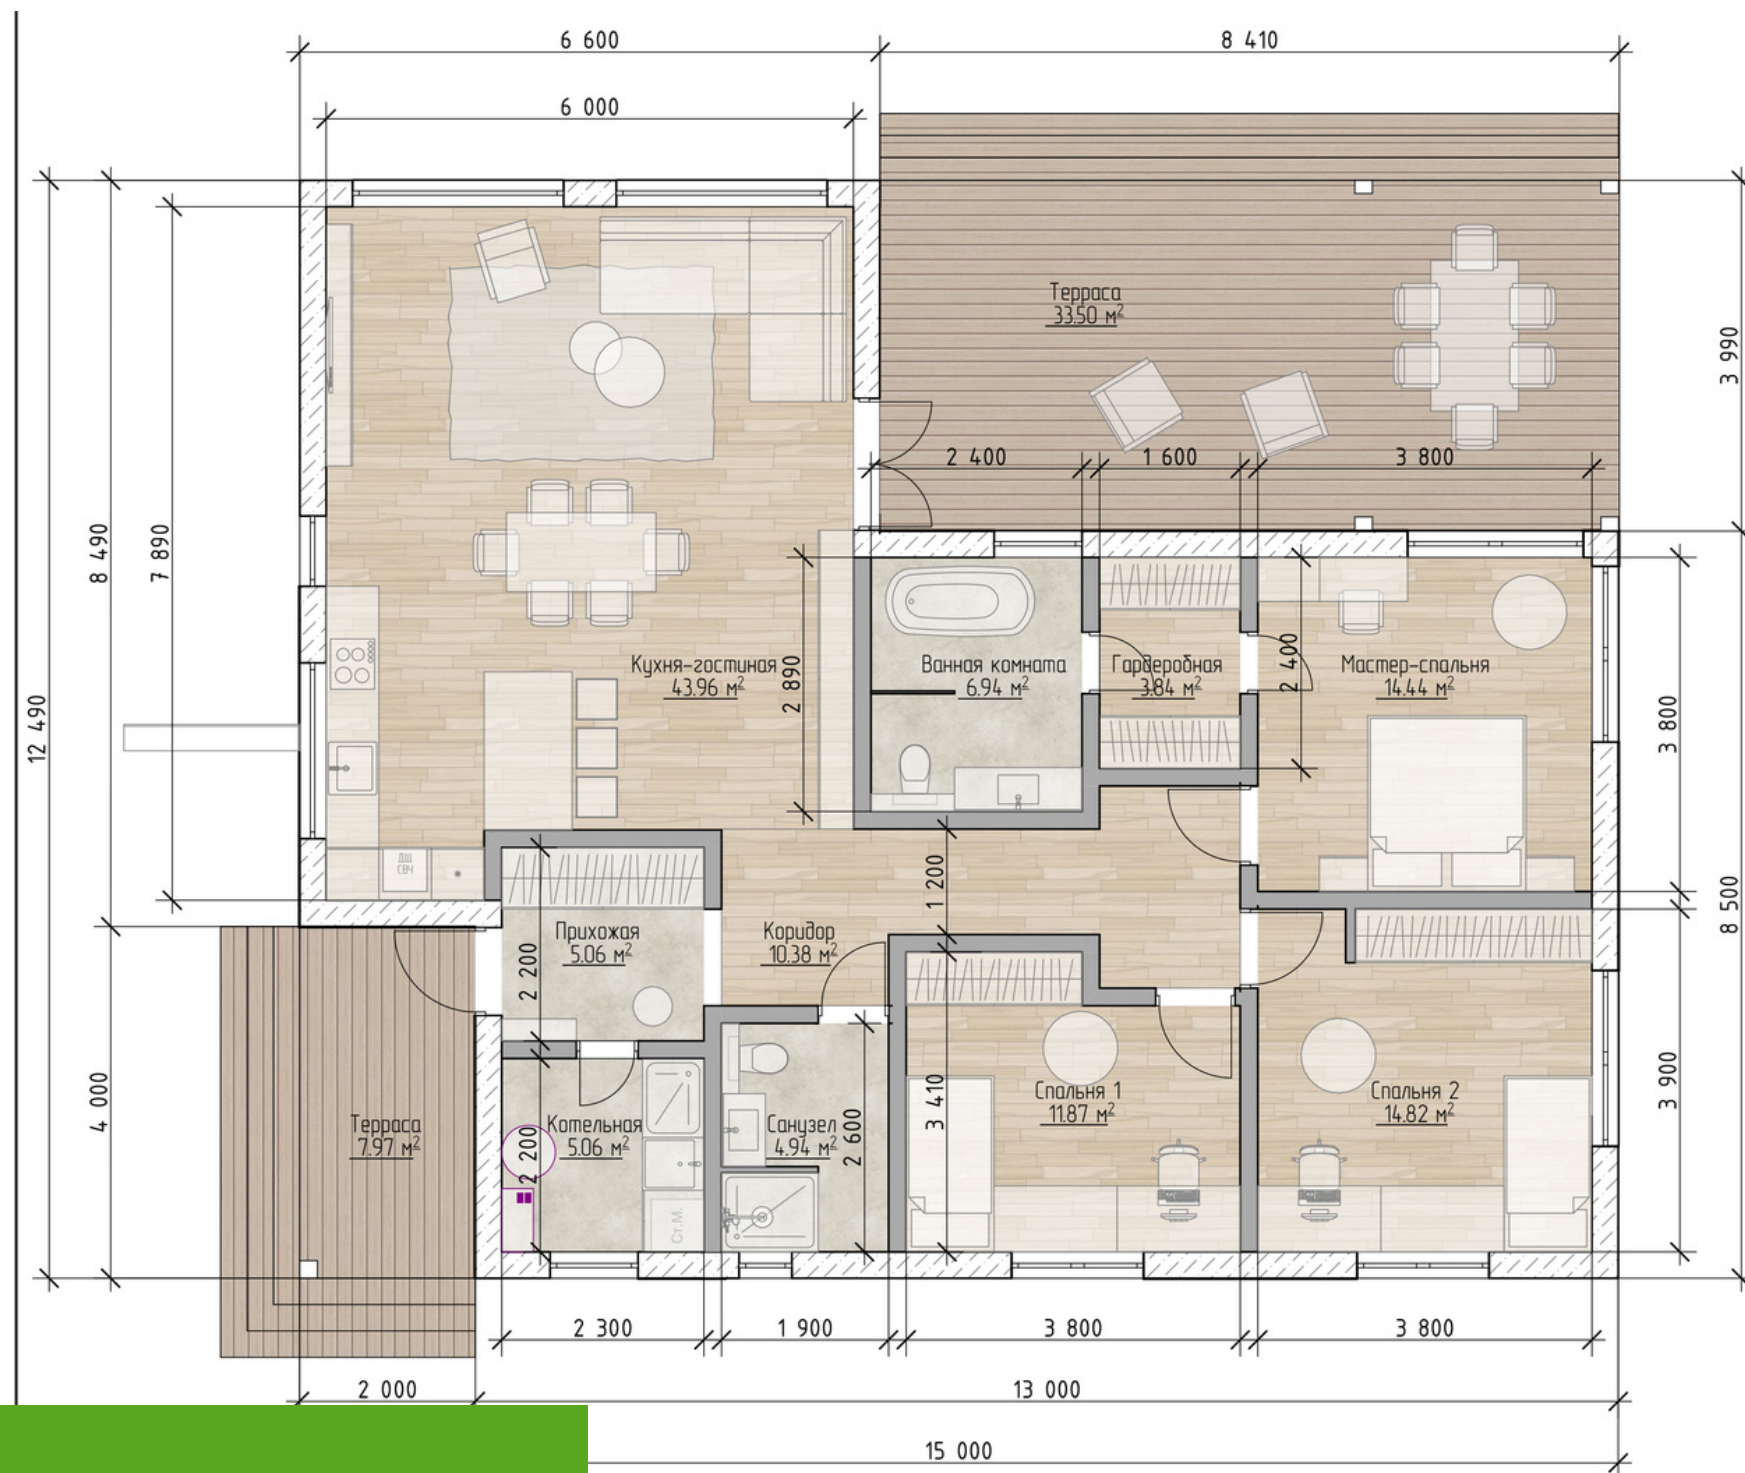 6 600
8 410
6 000
Терраса
33.50 м²
3 990
2 400
1 600
3 800
8 490
7 890
12 490
Кухня-гостиная
43.96 м²
2 890
Ванная комната
6.94 м²
Гардеробная
3.84 м²
2 400
Мастер-спальня
14.44 м²
3 800
ДШ
СВЧ
1 200
8 500
Прихожая
5.06 м²
2 200
Коридор
10.38 м²
4 000
Терраса
7.97 м²
Котельная
5.06 м²
2 200
Ст.М.
Санузел
4.94 м²
2 600
3 410
Спальня 1
11.87 м²
Спальня 2
14.82 м²
3 900
2 300
1 900
3 800
3 800
2 000
13 000
15 000